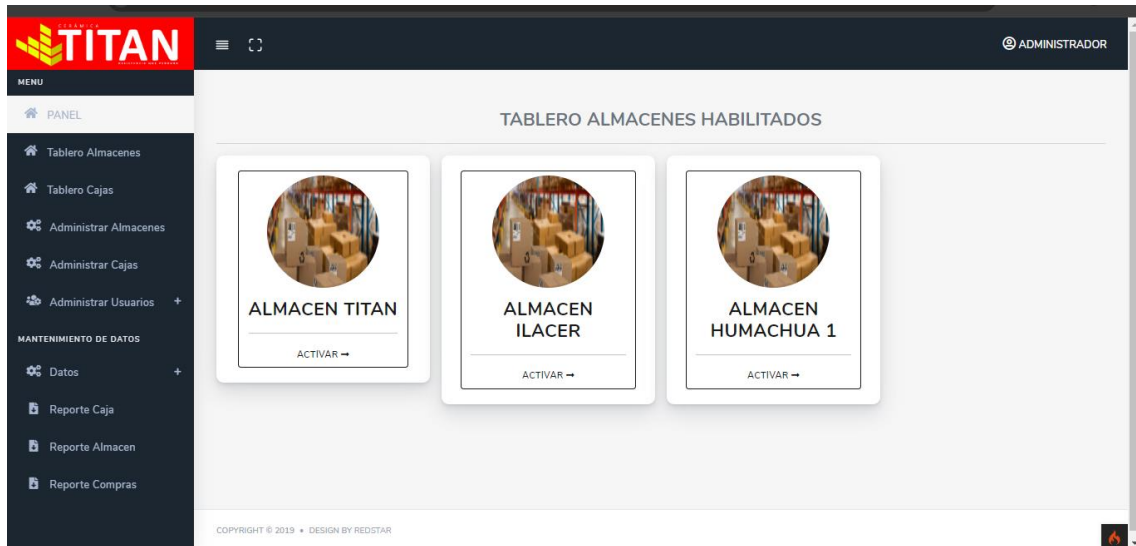 CERÁMICA
TITAN
ADMINISTRADOR
MENU
PANEL
Tablero Almacenes
Tablero Cajas
Administrar Almacenes
Administrar Cajas
Administrar Usuarios +
MANTENIMIENTO DE DATOS
Datos +
Reporte Caja
Reporte Almacen
Reporte Compras
TABLERO ALMACENES HABILITADOS
ALMACEN TITAN
ACTIVAR →
ALMACEN
ILACER
ACTIVAR →
ALMACEN
HUMACHUA 1
ACTIVAR →
COPYRIGHT © 2019 • DESIGN BY REDSTAR